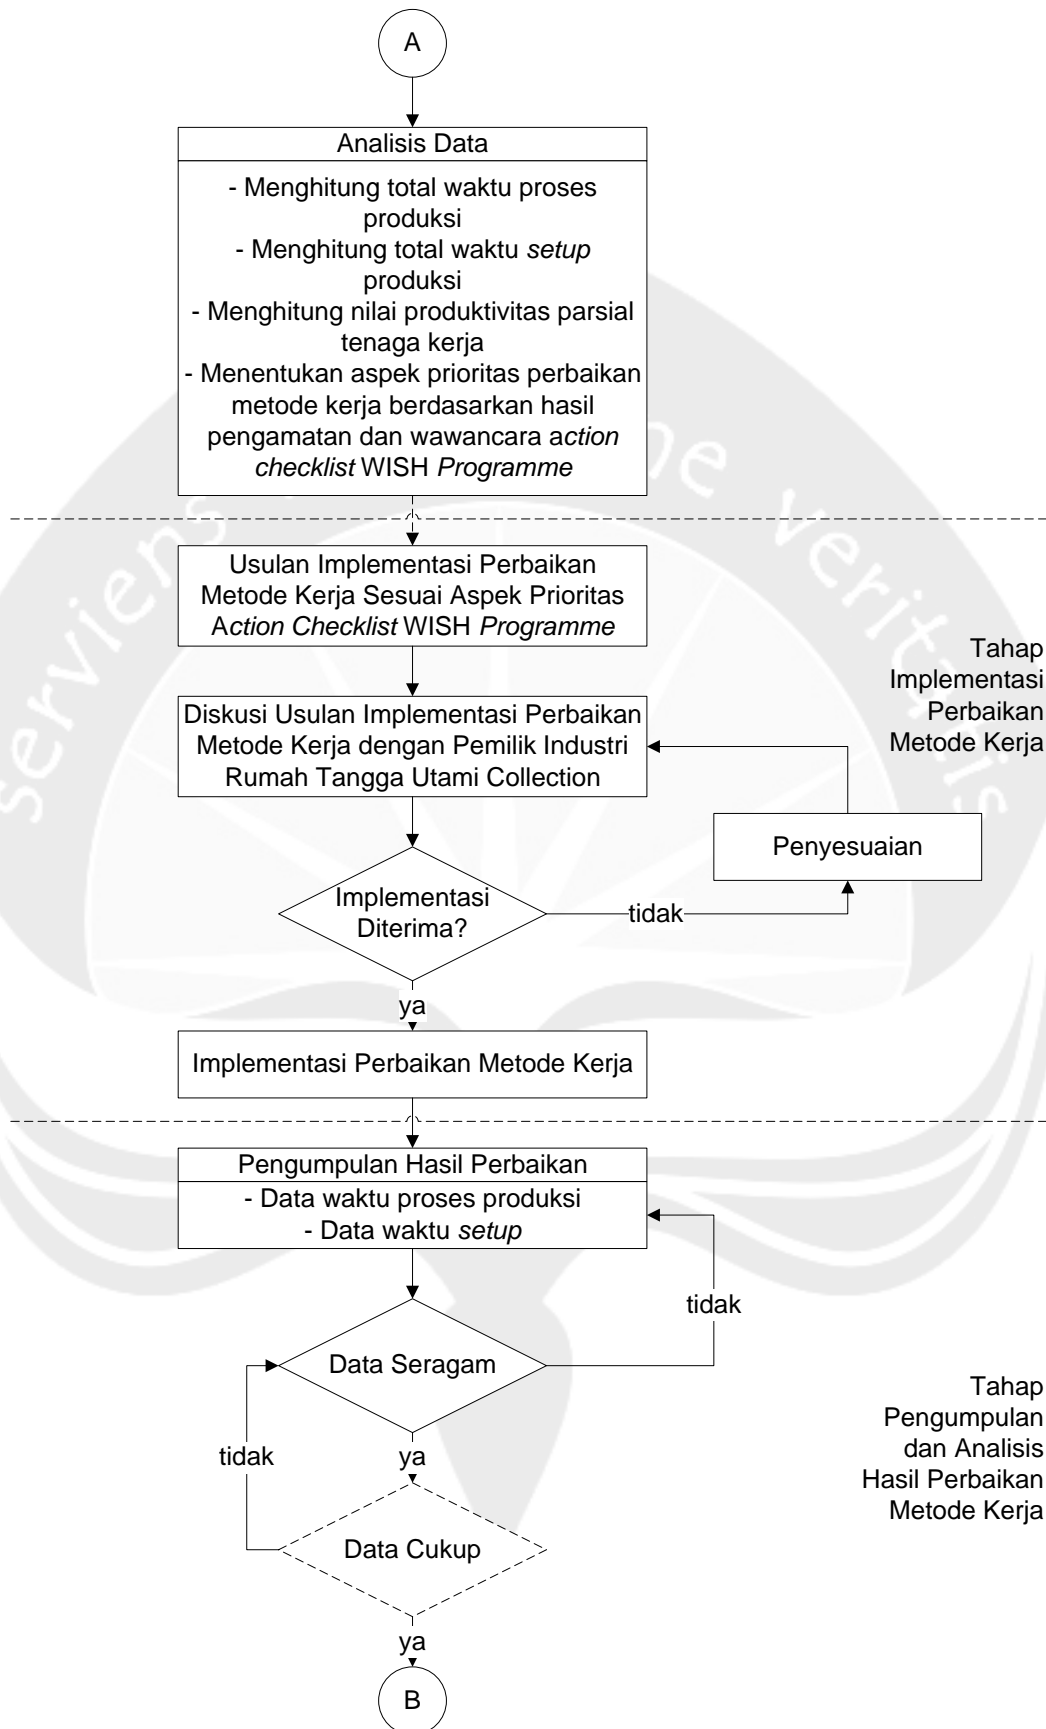 A
Analisis Data
- Menghitung total waktu proses
produksi
- Menghitung total waktu setup
produksi
- Menghitung nilai produktivitas parsial
tenaga kerja
- Menentukan aspek prioritas perbaikan
metode kerja berdasarkan hasil
pengamatan dan wawancara action
checklist WISH Programme
Usulan Implementasi Perbaikan
Metode Kerja Sesuai Aspek Prioritas
Action Checklist WISH Programme
Tahap
Implementasi
Perbaikan
Metode Kerja
Diskusi Usulan Implementasi Perbaikan
Metode Kerja dengan Pemilik Industri
Rumah Tangga Utami Collection
Penyesuaian
Implementasi
Diterima?
tidak
ya
Implementasi Perbaikan Metode Kerja
Pengumpulan Hasil Perbaikan
- Data waktu proses produksi
- Data waktu setup
tidak
Data Seragam
Tahap
Pengumpulan
dan Analisis
Hasil Perbaikan
Metode Kerja
tidak
ya
Data Cukup
ya
B
serviens
ne
veritatis